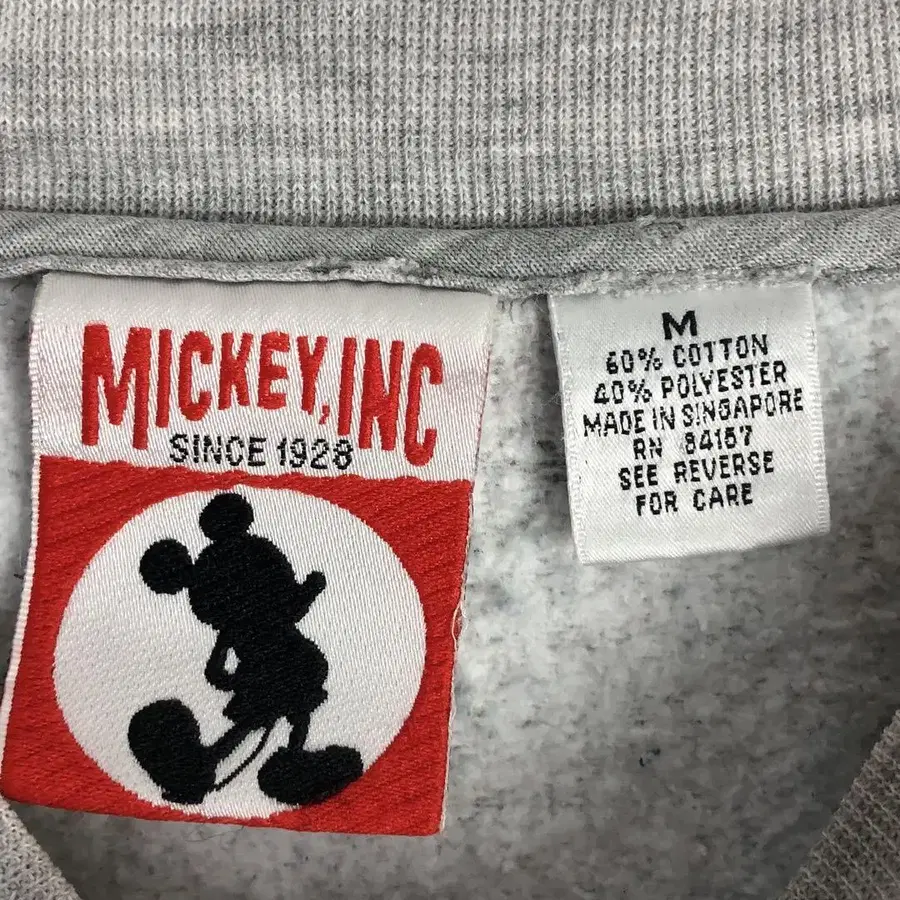 MICKEY, INC
SINCE 1928
M
60% COTTON
40% POLYESTER
MADE IN SINGAPORE
RN 84157
SEE REVERSE
FOR CARE